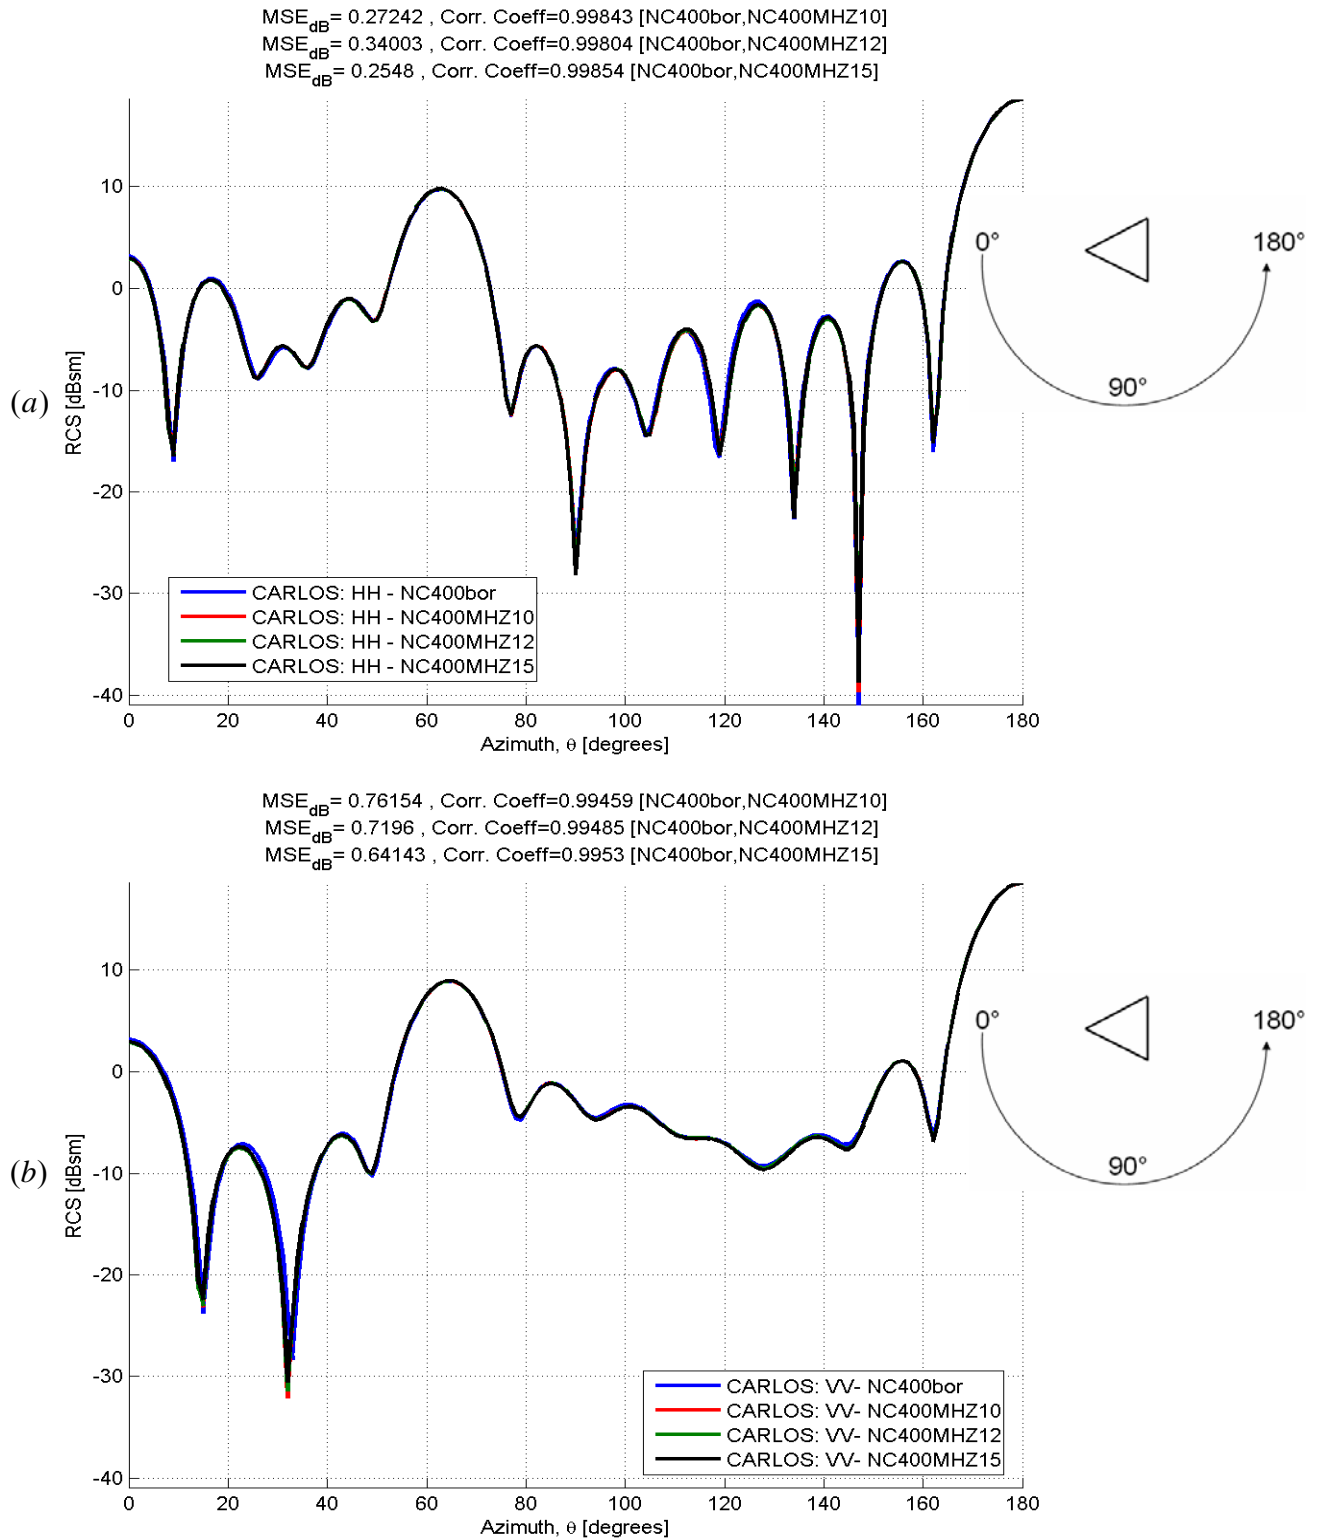 MSEdB= 0.27242 , Corr. Coeff=0.99843 [NC400bor,NC400MHZ10]
MSEdB= 0.34003 , Corr. Coeff=0.99804 [NC400bor,NC400MHZ12]
MSEdB= 0.2548 , Corr. Coeff=0.99854 [NC400bor,NC400MHZ15]
10
0
-10
-20
-30
-40
RCS [dBsm]
(a)
0°
180°
90°
CARLOS: HH - NC400bor
CARLOS: HH - NC400MHZ10
CARLOS: HH - NC400MHZ12
CARLOS: HH - NC400MHZ15
0 20 40 60 80 100 120 140 160 180
Azimuth, θ [degrees]
MSEdB= 0.76154 , Corr. Coeff=0.99459 [NC400bor,NC400MHZ10]
MSEdB= 0.7196 , Corr. Coeff=0.99485 [NC400bor,NC400MHZ12]
MSEdB= 0.64143 , Corr. Coeff=0.9953 [NC400bor,NC400MHZ15]
10
0
-10
-20
-30
-40
RCS [dBsm]
(b)
0°
180°
90°
CARLOS: VV- NC400bor
CARLOS: VV- NC400MHZ10
CARLOS: VV- NC400MHZ12
CARLOS: VV- NC400MHZ15
0 20 40 60 80 100 120 140 160 180
Azimuth, θ [degrees]